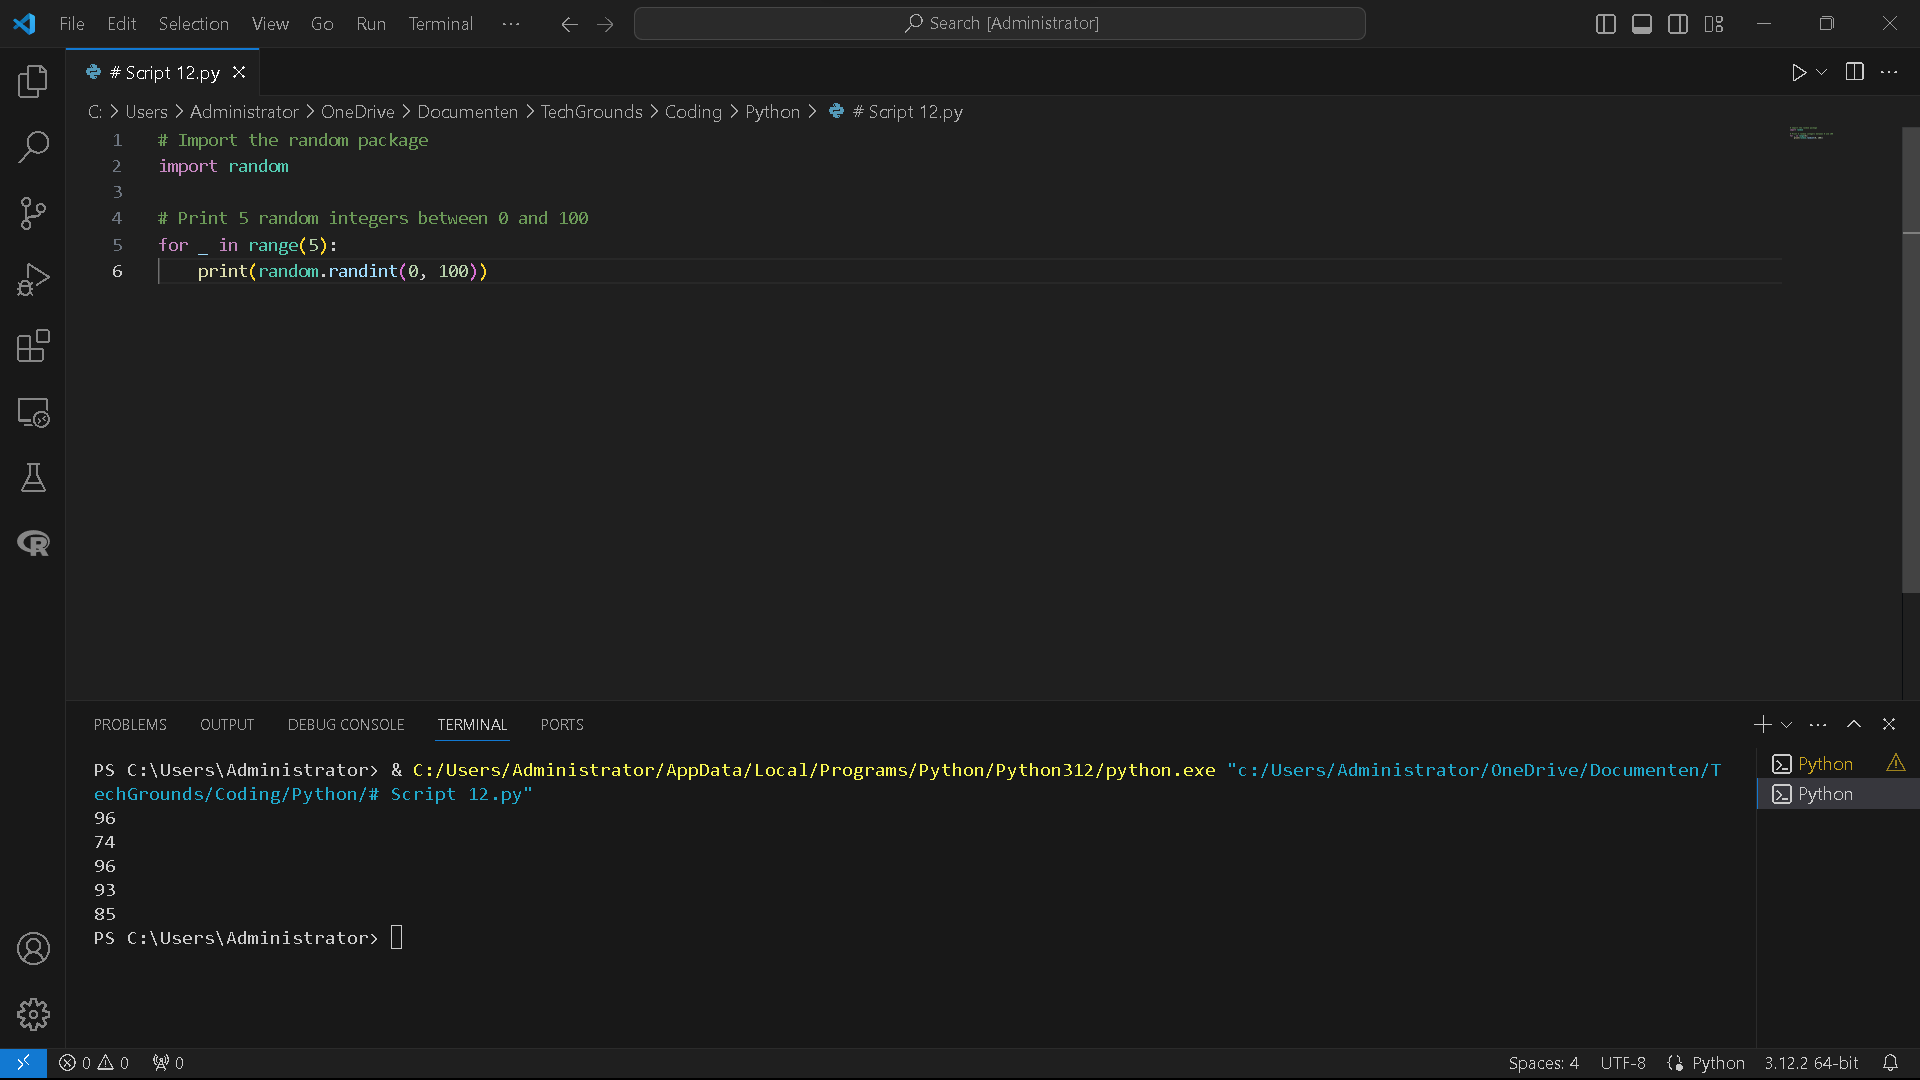 File Edit Selection View Go Run Terminal ··· Search [Administrator]
# Script 12.py
C: > Users > Administrator > OneDrive > Documenten > TechGrounds > Coding > Python > # Script 12.py
1 # Import the random package
2 import random
3
4 # Print 5 random integers between 0 and 100
5 for _ in range(5):
6 print(random.randint(0, 100))
PROBLEMS OUTPUT DEBUG CONSOLE TERMINAL PORTS
PS C:\Users\Administrator> & C:/Users/Administrator/AppData/Local/Programs/Python/Python312/python.exe "c:/Users/Administrator/OneDrive/Documenten/T
echGrounds/Coding/Python/# Script 12.py"
96
74
96
93
85
PS C:\Users\Administrator>
Python
Python
0 0 0 Spaces: 4 UTF-8 Python 3.12.2 64-bit